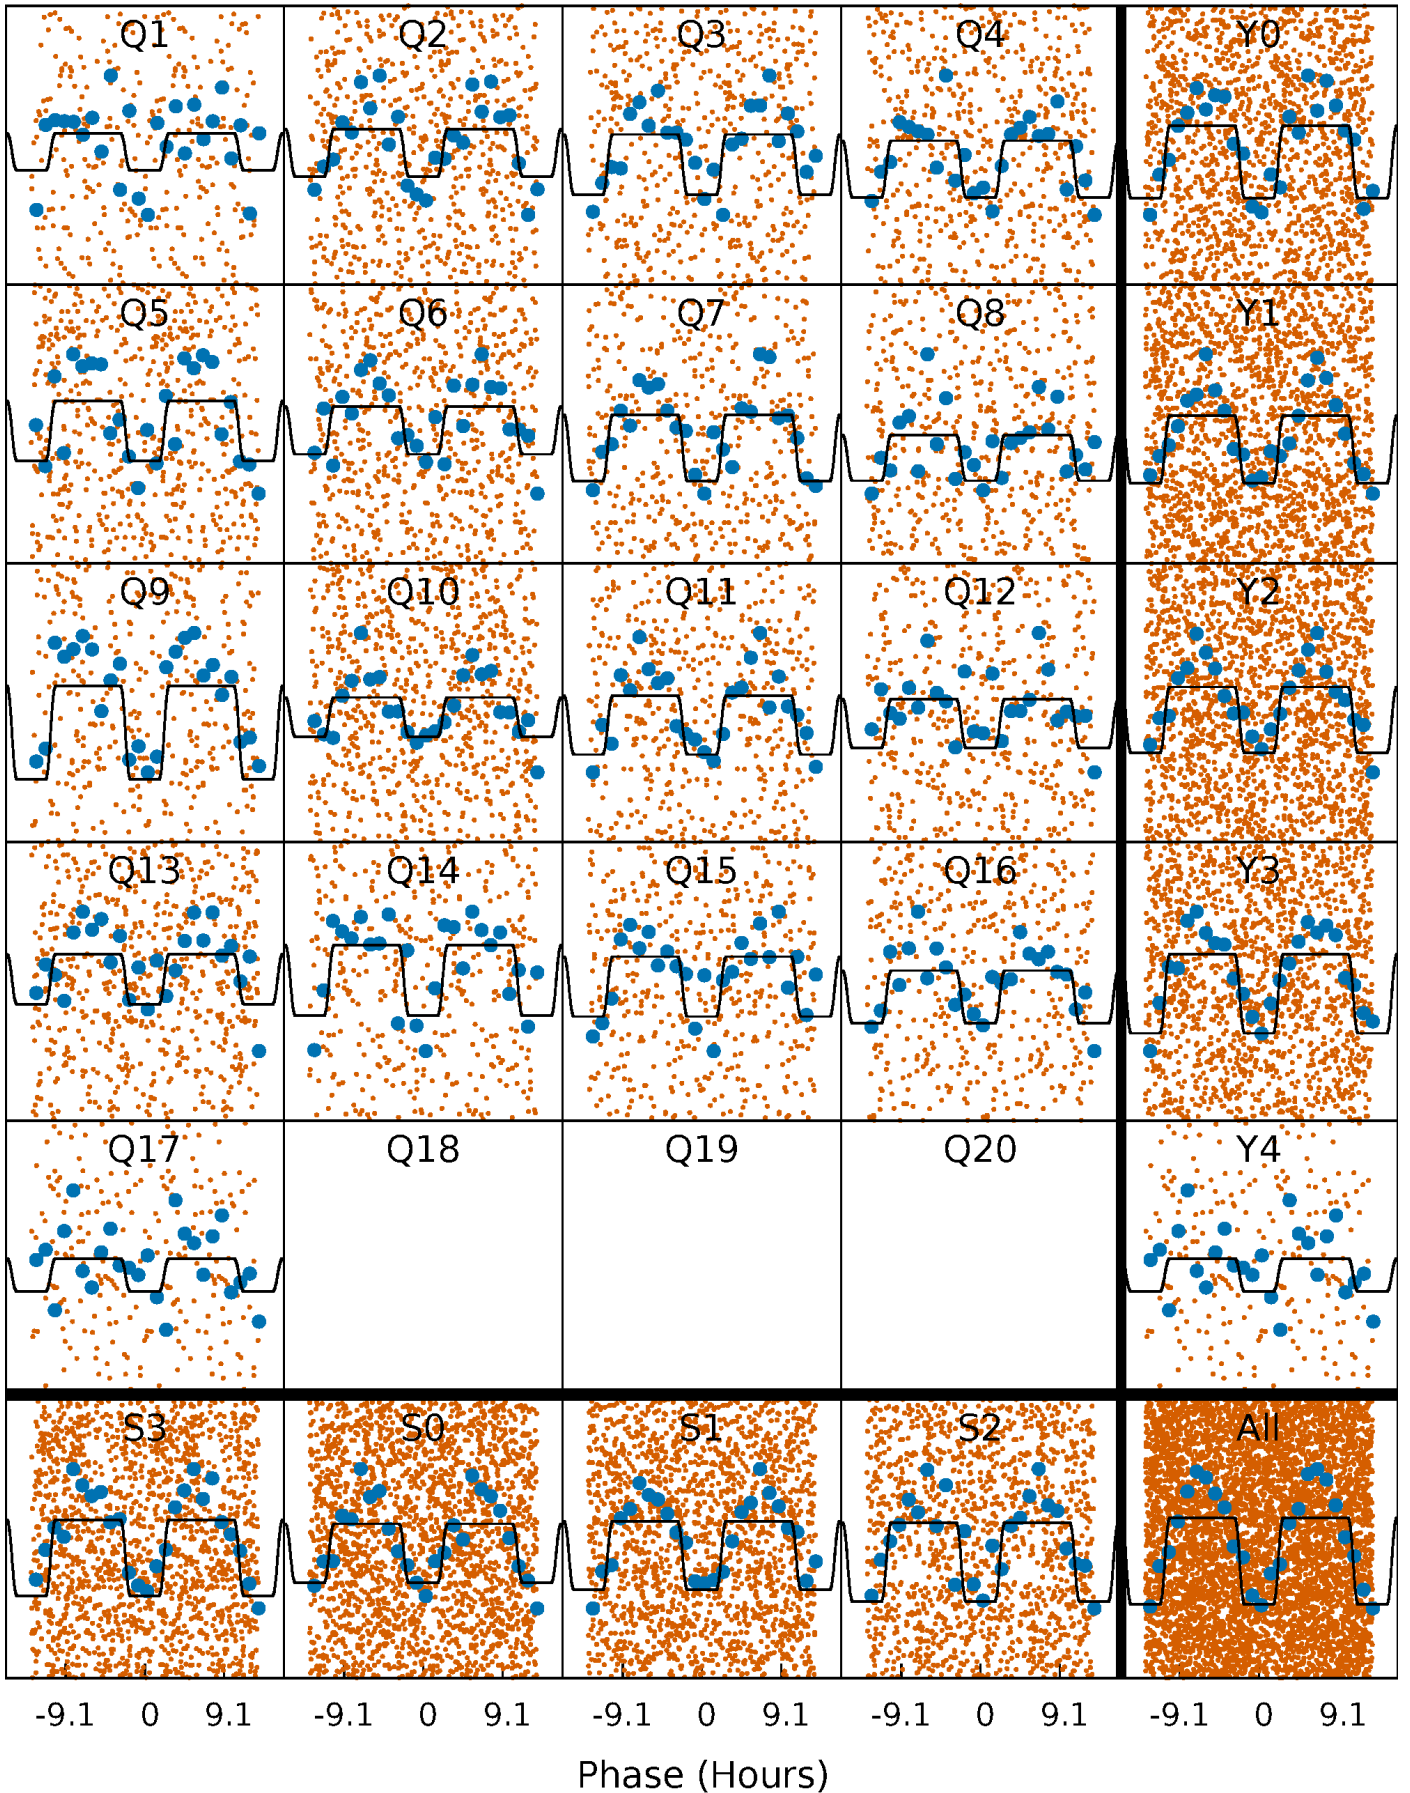 Q1 Q2 Q3 Q4 Y0
Q5 Q6 Q7 Q8 Y1
Q9 Q10 Q11 Q12 Y2
Q13 Q14 Q15 Q16 Y3
Q17 Q18 Q19 Q20 Y4
S3 S0 S1 S2 All
-9.1 0 9.1 -9.1 0 9.1 -9.1 0 9.1 -9.1 0 9.1 -9.1 0 9.1
Phase (Hours)